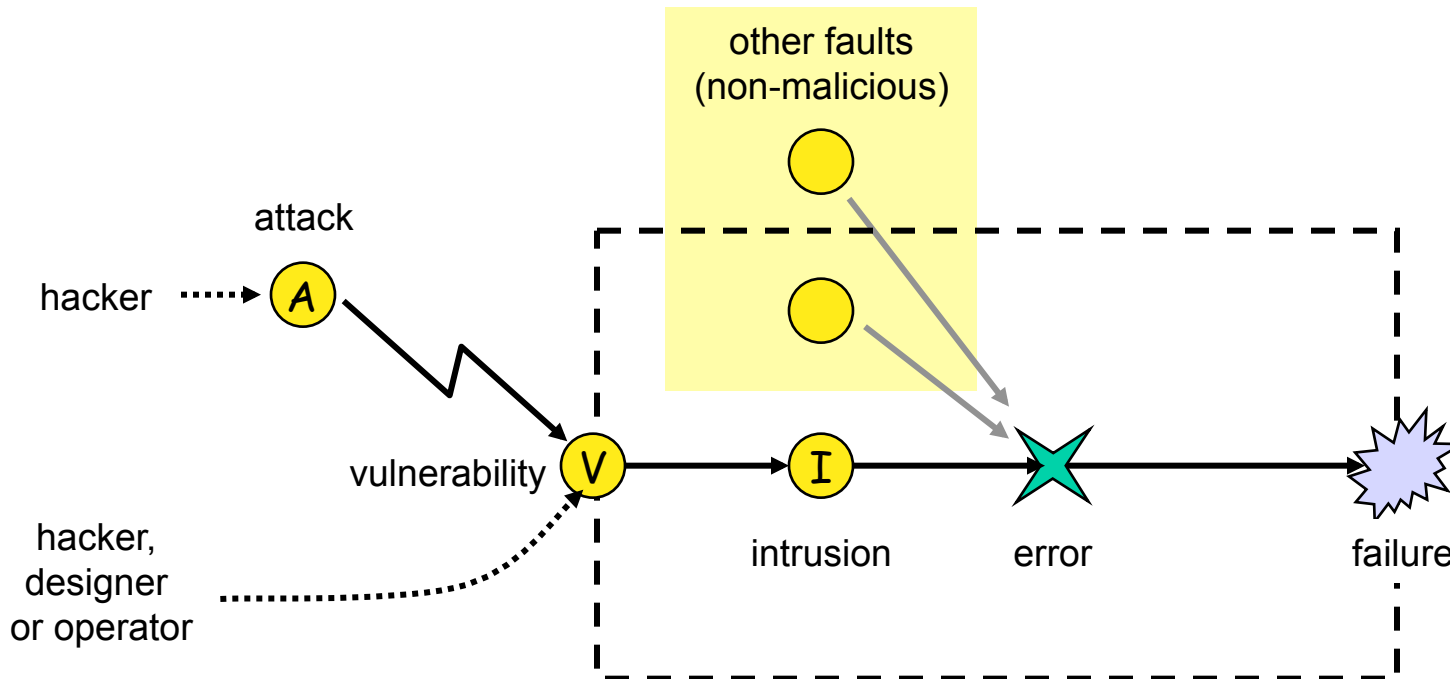 other faults
(non-malicious)
attack
hacker
A
vulnerability
V
I
hacker,
designer
or operator
intrusion
error
failure